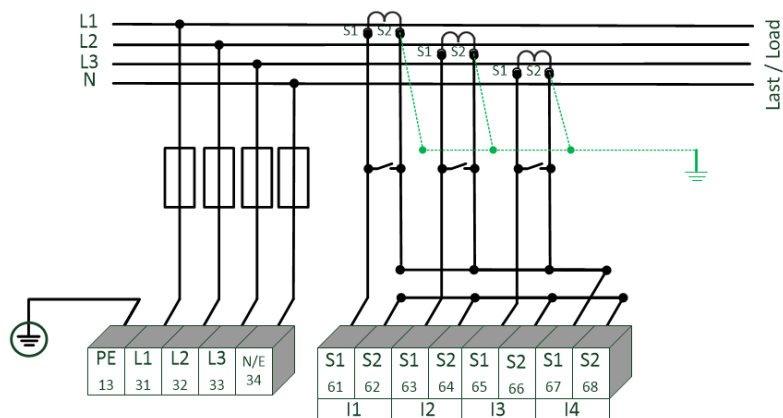 L1
S1 S2
L2
S1 S2
L3
S1 S2
N
Last / Load
PE L1 L2 L3 N/E
13 31 32 33 34
S1 S2 S1 S2 S1 S2 S1 S2
61 62 63 64 65 66 67 68
I1 I2 I3 I4